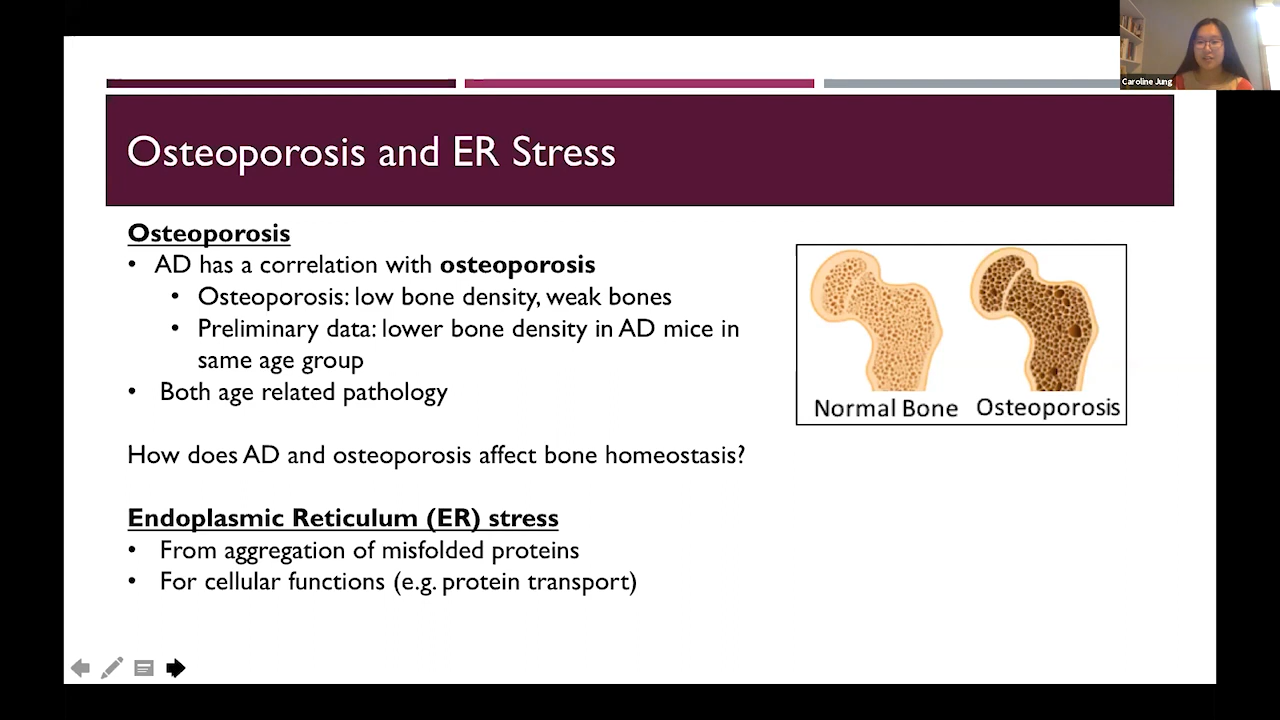 Caroline Jung
Osteoporosis and ER Stress
Osteoporosis
• AD has a correlation with osteoporosis
• Osteoporosis: low bone density, weak bones
• Preliminary data: lower bone density in AD mice in
same age group
• Both age related pathology
How does AD and osteoporosis affect bone homeostasis?
Endoplasmic Reticulum (ER) stress
• From aggregation of misfolded proteins
• For cellular functions (e.g. protein transport)
Normal Bone
Osteoporosis